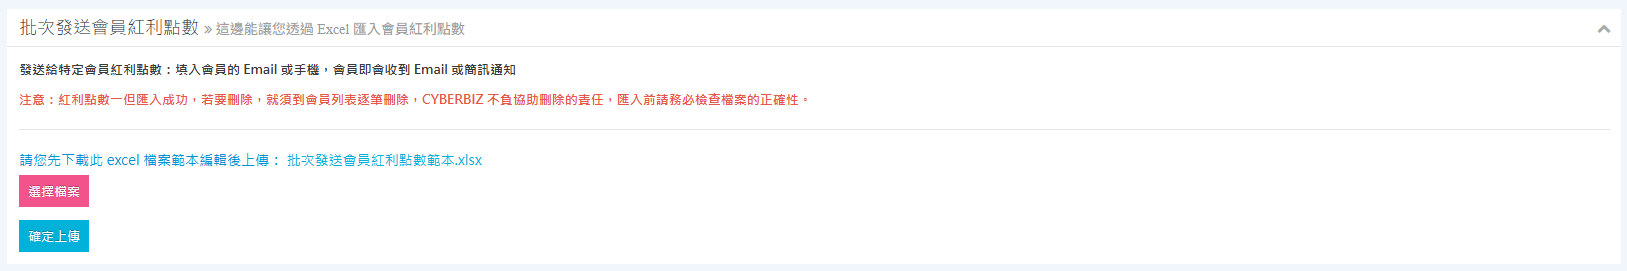 批次發送會員紅利點數 » 這邊能讓您透過 Excel 匯入會員紅利點數
發送給特定會員紅利點數：填入會員的 Email 或手機，會員即會收到 Email 或簡訊通知
注意：紅利點數一但匯入成功，若要刪除，就須到會員列表逐筆刪除，CYBERBIZ 不負協助刪除的責任，匯入前請務必檢查檔案的正確性。
請您先下載此 excel 檔案範本編輯後上傳： 批次發送會員紅利點數範本.xlsx
選擇檔案
確定上傳